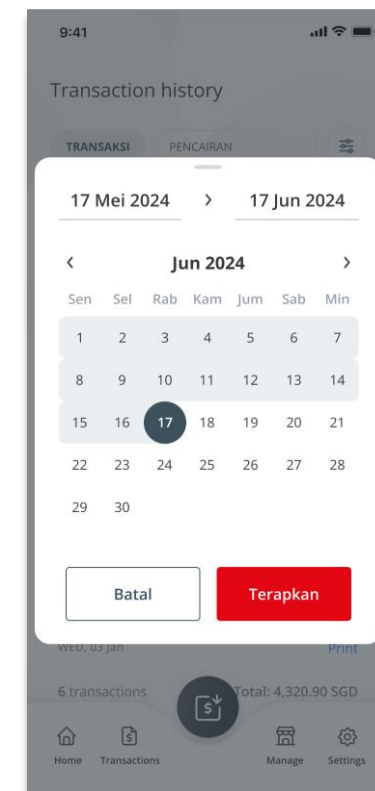 9:41
Transaction history
TRANSAKSI PENCAIRAN
17 Mei 2024 > 17 Jun 2024
< Jun 2024 >
Sen Sel Rab Kam Jum Sab Min
1 2 3 4 5 6 7
8 9 10 11 12 13 14
15 16 17 18 19 20 21
22 23 24 25 26 27 28
29 30
Batal Terapkan
WED, 03 Jan Print
6 transactions Total: 4,320.90 SGD
Home Transactions Manage Settings